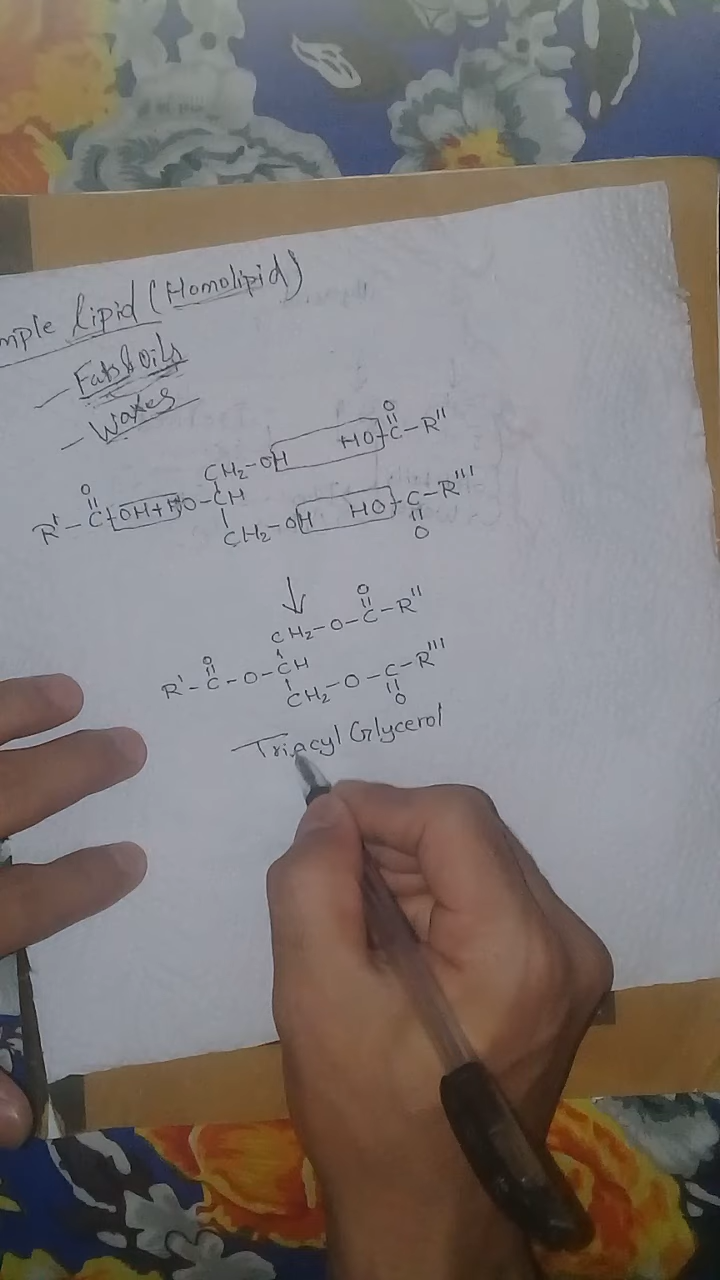 mple lipid (Homolipid)
- Fats & Oils
- Waxes
O
HO-C-R''
CH₂-OH
O
R'-C-OH+HO-CH
CH₂-OH HO-C-R'''
O
↓
O
CH₂-O-C-R''
O
R'-C-O-CH
CH₂-O-C-R'''
O
Triacyl Glycerol